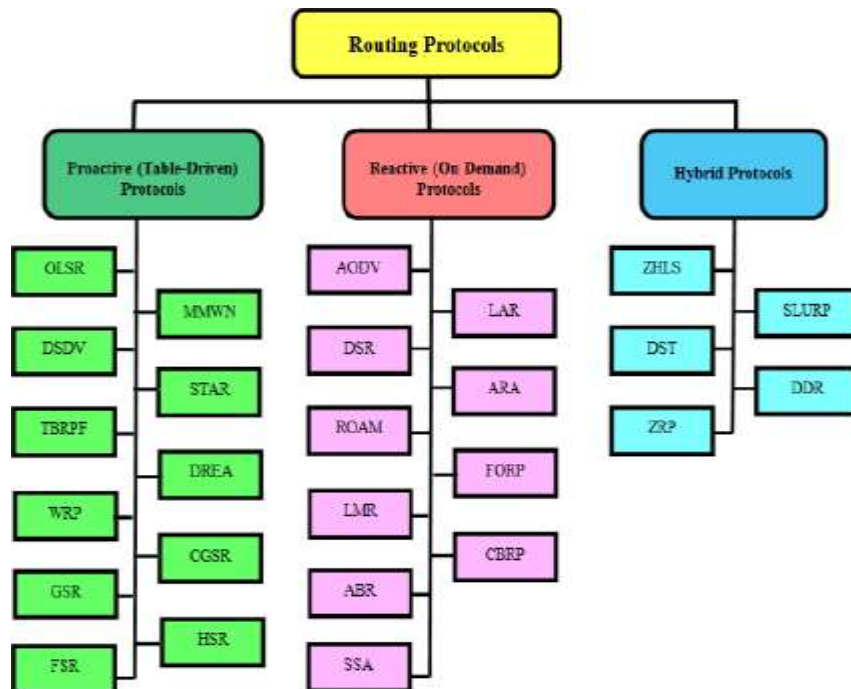 Routing Protocols
Proactive (Table-Driven)
Protocols
Reactive (On Demand)
Protocols
Hybrid Protocols
OLSR
MMWN
DSDV
STAR
TBRPF
DREA
WRP
CGSR
GSR
HSR
FSR
AODV
LAR
DSR
ARA
ROAM
FORP
LMR
CBRP
ABR
SSA
ZHLS
SLURP
DST
DDR
ZRP